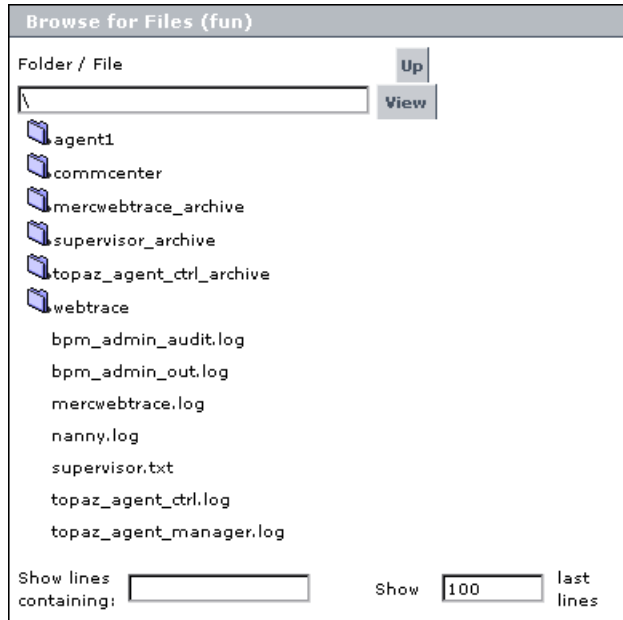 Browse for Files (fun)
Folder / File
Up
\
View
agent1
commcenter
mercwebtrace_archive
supervisor_archive
topaz_agent_ctrl_archive
webtrace
bpm_admin_audit.log
bpm_admin_out.log
mercwebtrace.log
nanny.log
supervisor.txt
topaz_agent_ctrl.log
topaz_agent_manager.log
Show lines
containing:
Show
100
last
lines